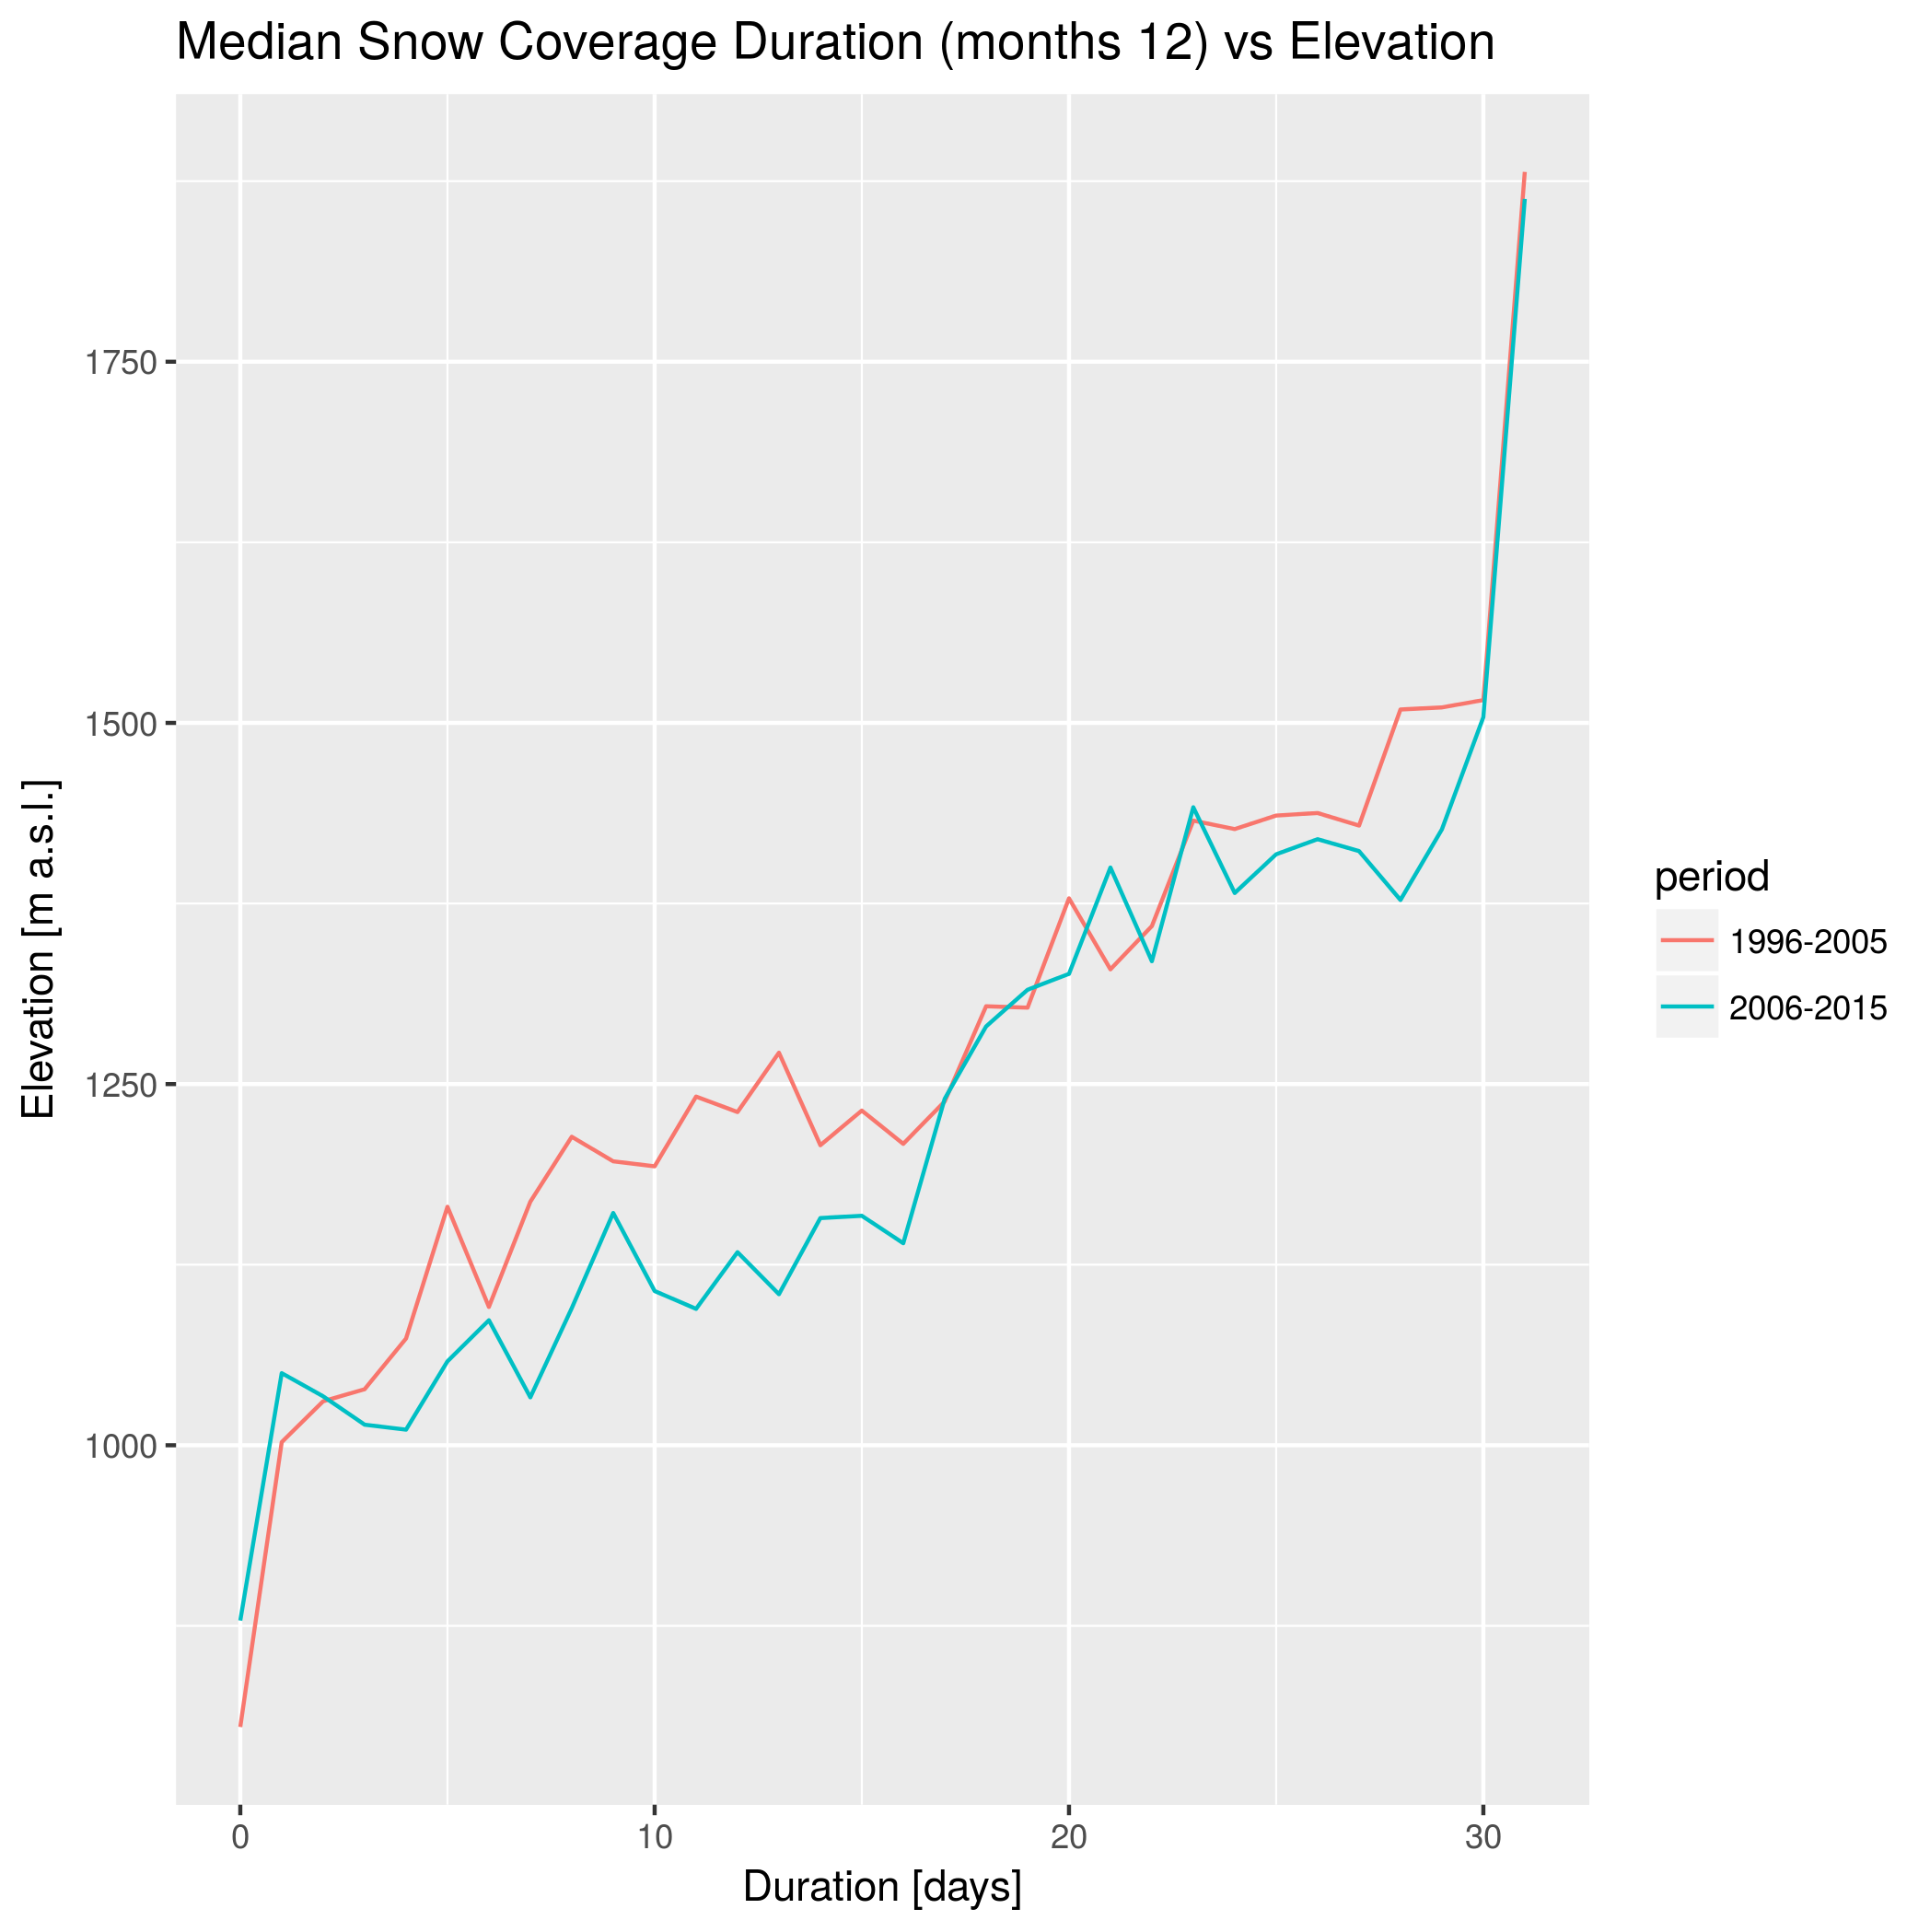 Median Snow Coverage Duration (months 12) vs Elevation
1750
1500
1250
1000
Elevation [m a.s.l.]
0 10 20 30
Duration [days]
period
1996-2005
2006-2015